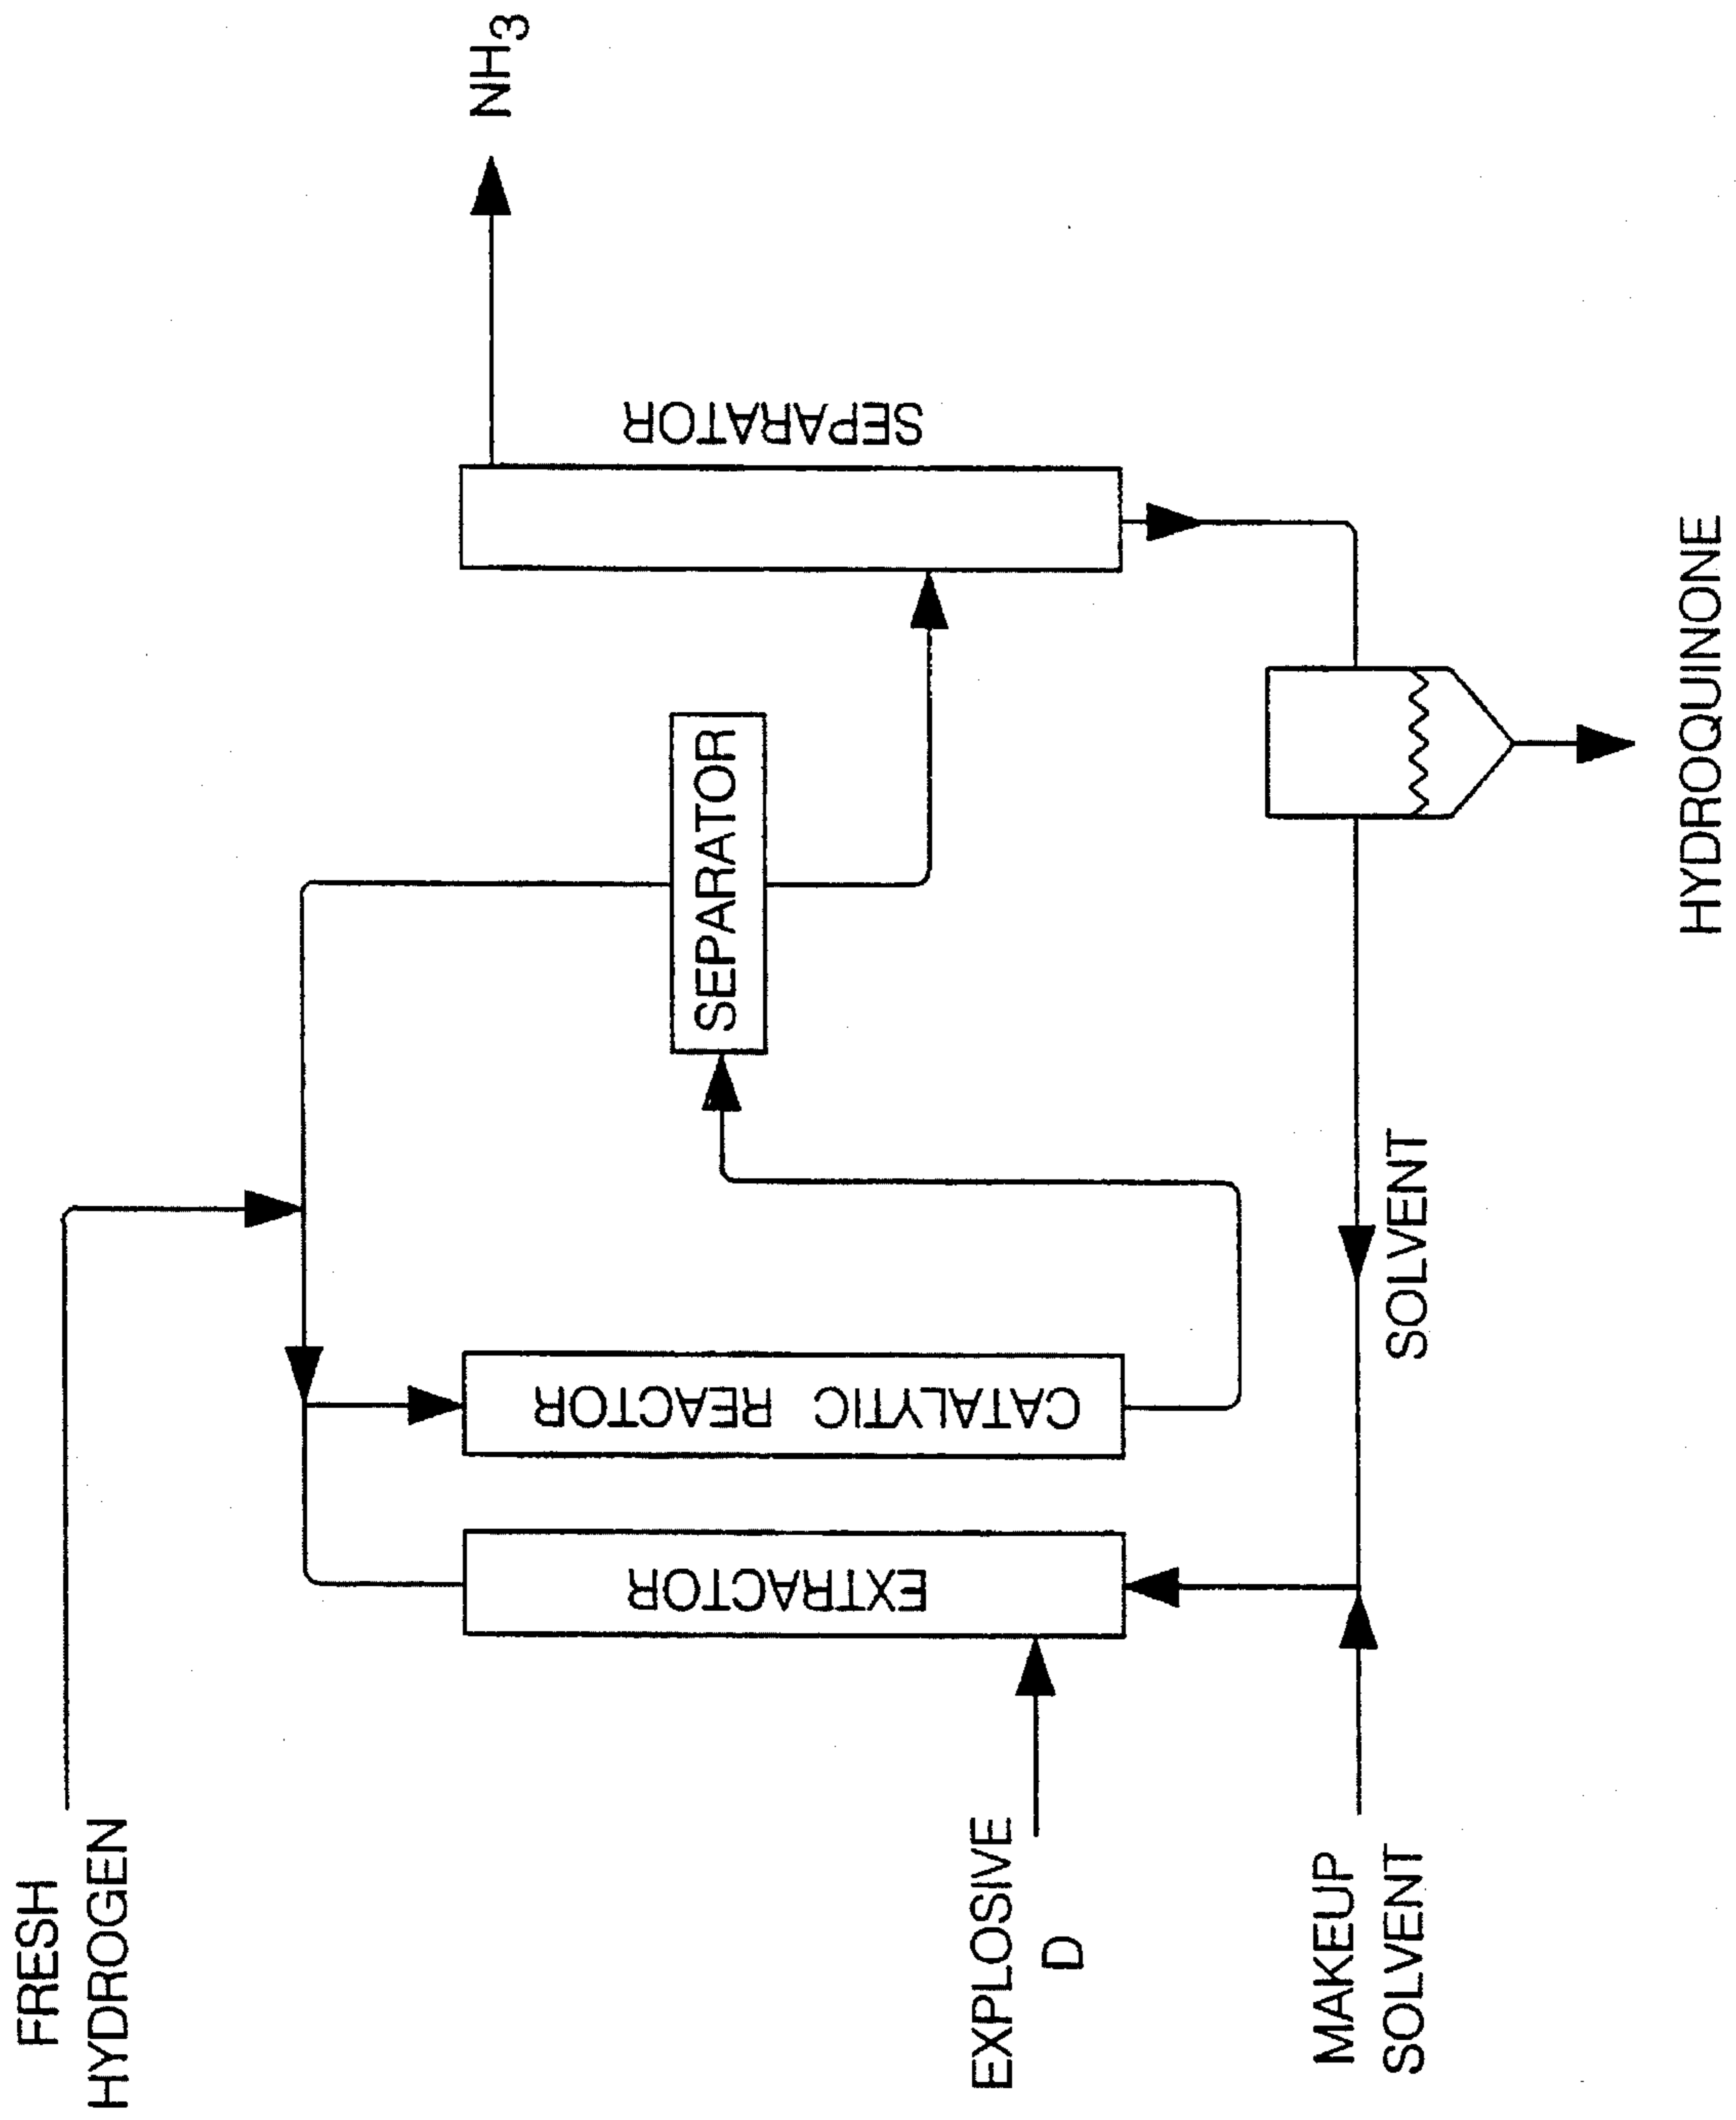 FRESH
HYDROGEN
EXPLOSIVE
D
MAKEUP
SOLVENT
EXTRACTOR
CATALYTIC REACTOR
SOLVENT
SEPARATOR
SEPARATOR
NH3
HYDROQUINONE